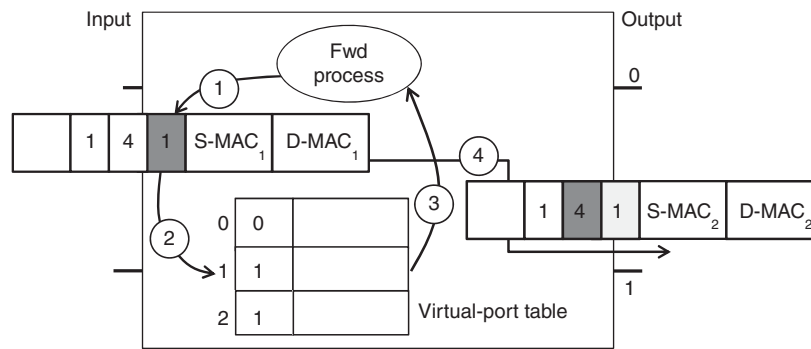 Input
Output
Fwd
process
0
1
1 4 1 S-MAC1 D-MAC1
4
1 4 1 S-MAC2 D-MAC2
2
3
0 0
1 1
2 1
Virtual-port table
1